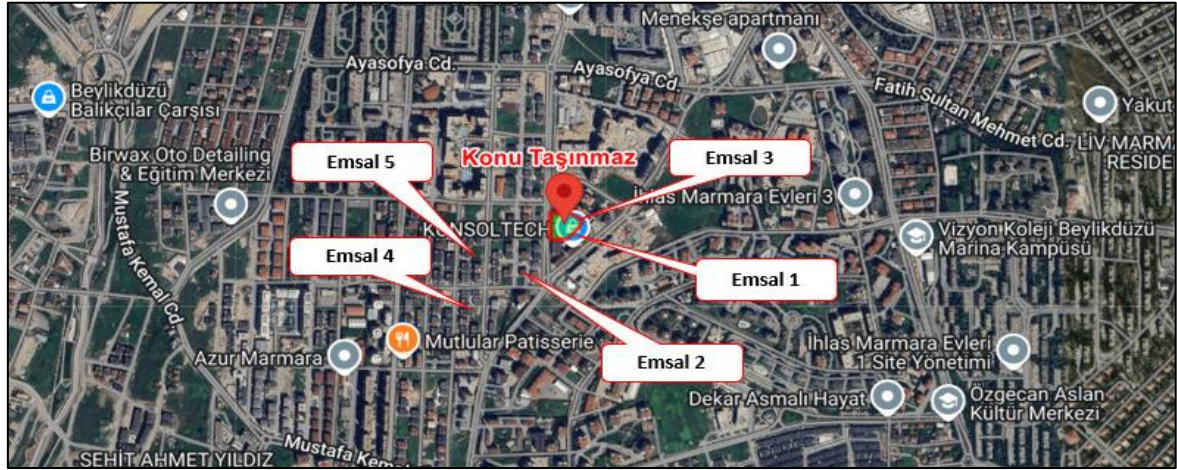 Menekşe apartmanı
Ayasofya Cd.
Ayasofya Cd.
Beylikdüzü
Balıkçılar Çarşısı
Fatih Sultan Mehmet Cd.
Yakut
LİV MARMA
RESIDE
Birwax Oto Detailing
& Eğitim Merkezi
Emsal 5
Konu Taşınmaz
Emsal 3
İhlas Marmara Evleri 3
KONSOLTECH
Vizyon Koleji Beylikdüzü
Marina Kampüsü
Mustafa Kemal Cd.
Emsal 4
Emsal 1
Mutlular Patisserie
Azur Marmara
Emsal 2
İhlas Marmara Evleri
1 Site Yönetimi
Dekar Asmalı Hayat
Özgecan Aslan
Kültür Merkezi
Mustafa Kemal
ŞEHİT AHMET YILDIZ